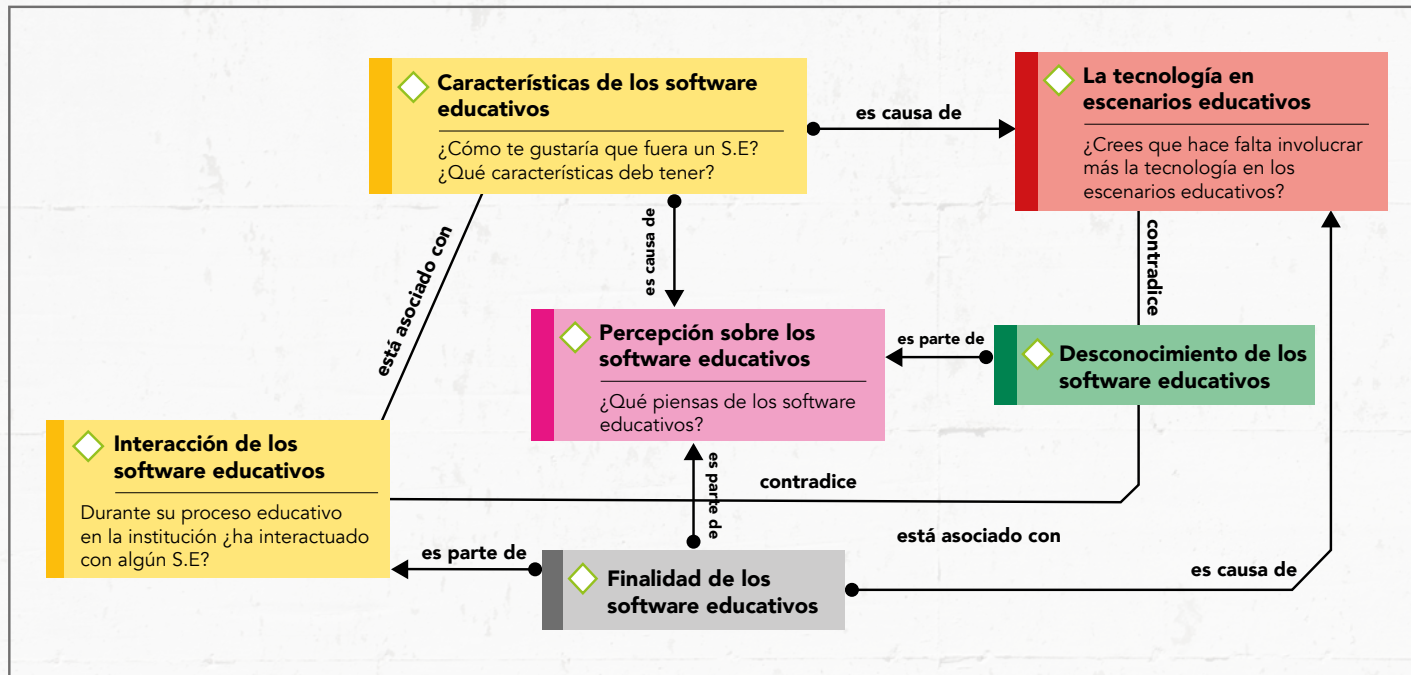 Características de los software
educativos
¿Cómo te gustaría que fuera un S.E?
¿Qué características deb tener?
es causa de
La tecnología en
escenarios educativos
¿Crees que hace falta involucrar
más la tecnología en los
escenarios educativos?
está asociado con
es causa de
contradice
Percepción sobre los
software educativos
¿Qué piensas de los software
educativos?
es parte de
Desconocimiento de los
software educativos
Interacción de los
software educativos
Durante su proceso educativo
en la institución ¿ha interactuado
con algún S.E?
contradice
es parte de
está asociado con
es parte de
Finalidad de los
software educativos
es causa de